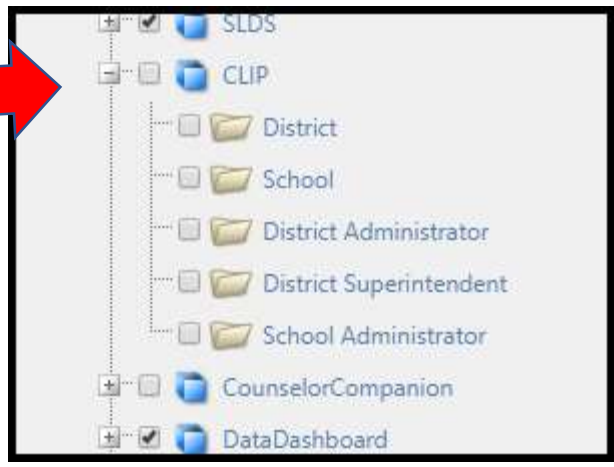 SLDS
CLIP
District
School
District Administrator
District Superintendent
School Administrator
CounselorCompanion
DataDashboard